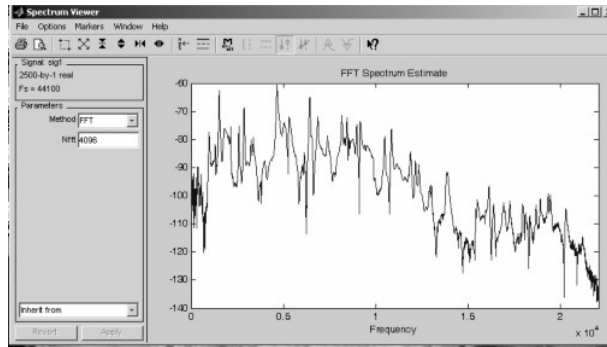 Spectrum Viewer
File Options Markers Window Help
Signal: sig1
2500-by-1 real
Fs = 44100
Parameters
Method FFT
Nfft 4096
Inherit from
Revert Apply
FFT Spectrum Estimate
-60
-70
-80
-90
-100
-110
-120
-130
-140
0 0.5 1 1.5 2
x 10⁴
Frequency